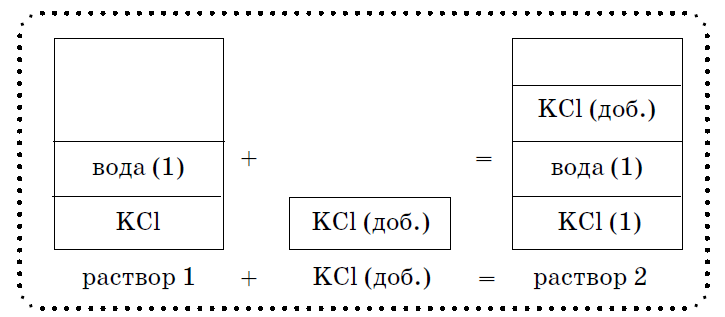 KCl (доб.)
вода (1) + = вода (1)
KCl KCl (доб.) KCl (1)
раствор 1 + KCl (доб.) = раствор 2